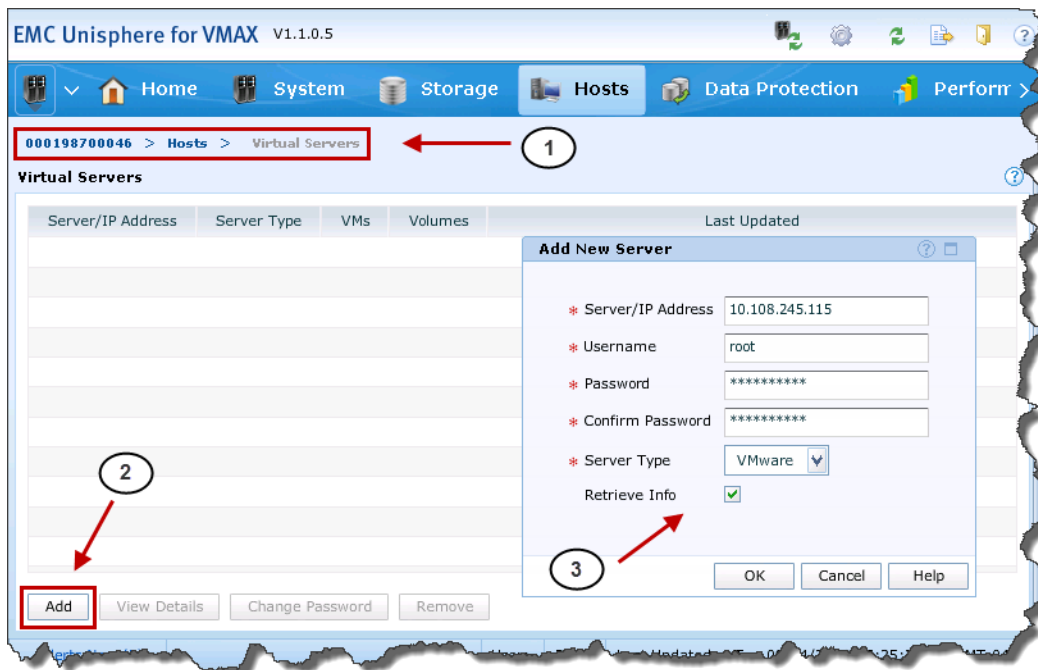 EMC Unisphere for VMAX V1.1.0.5
Home System Storage Hosts Data Protection Perform >
000198700046 > Hosts > Virtual Servers
1
Virtual Servers
Server/IP Address Server Type VMs Volumes Last Updated
Add New Server
* Server/IP Address 10.108.245.115
* Username root
* Password **********
* Confirm Password **********
* Server Type VMware
Retrieve Info
2
3
OK Cancel Help
Add View Details Change Password Remove